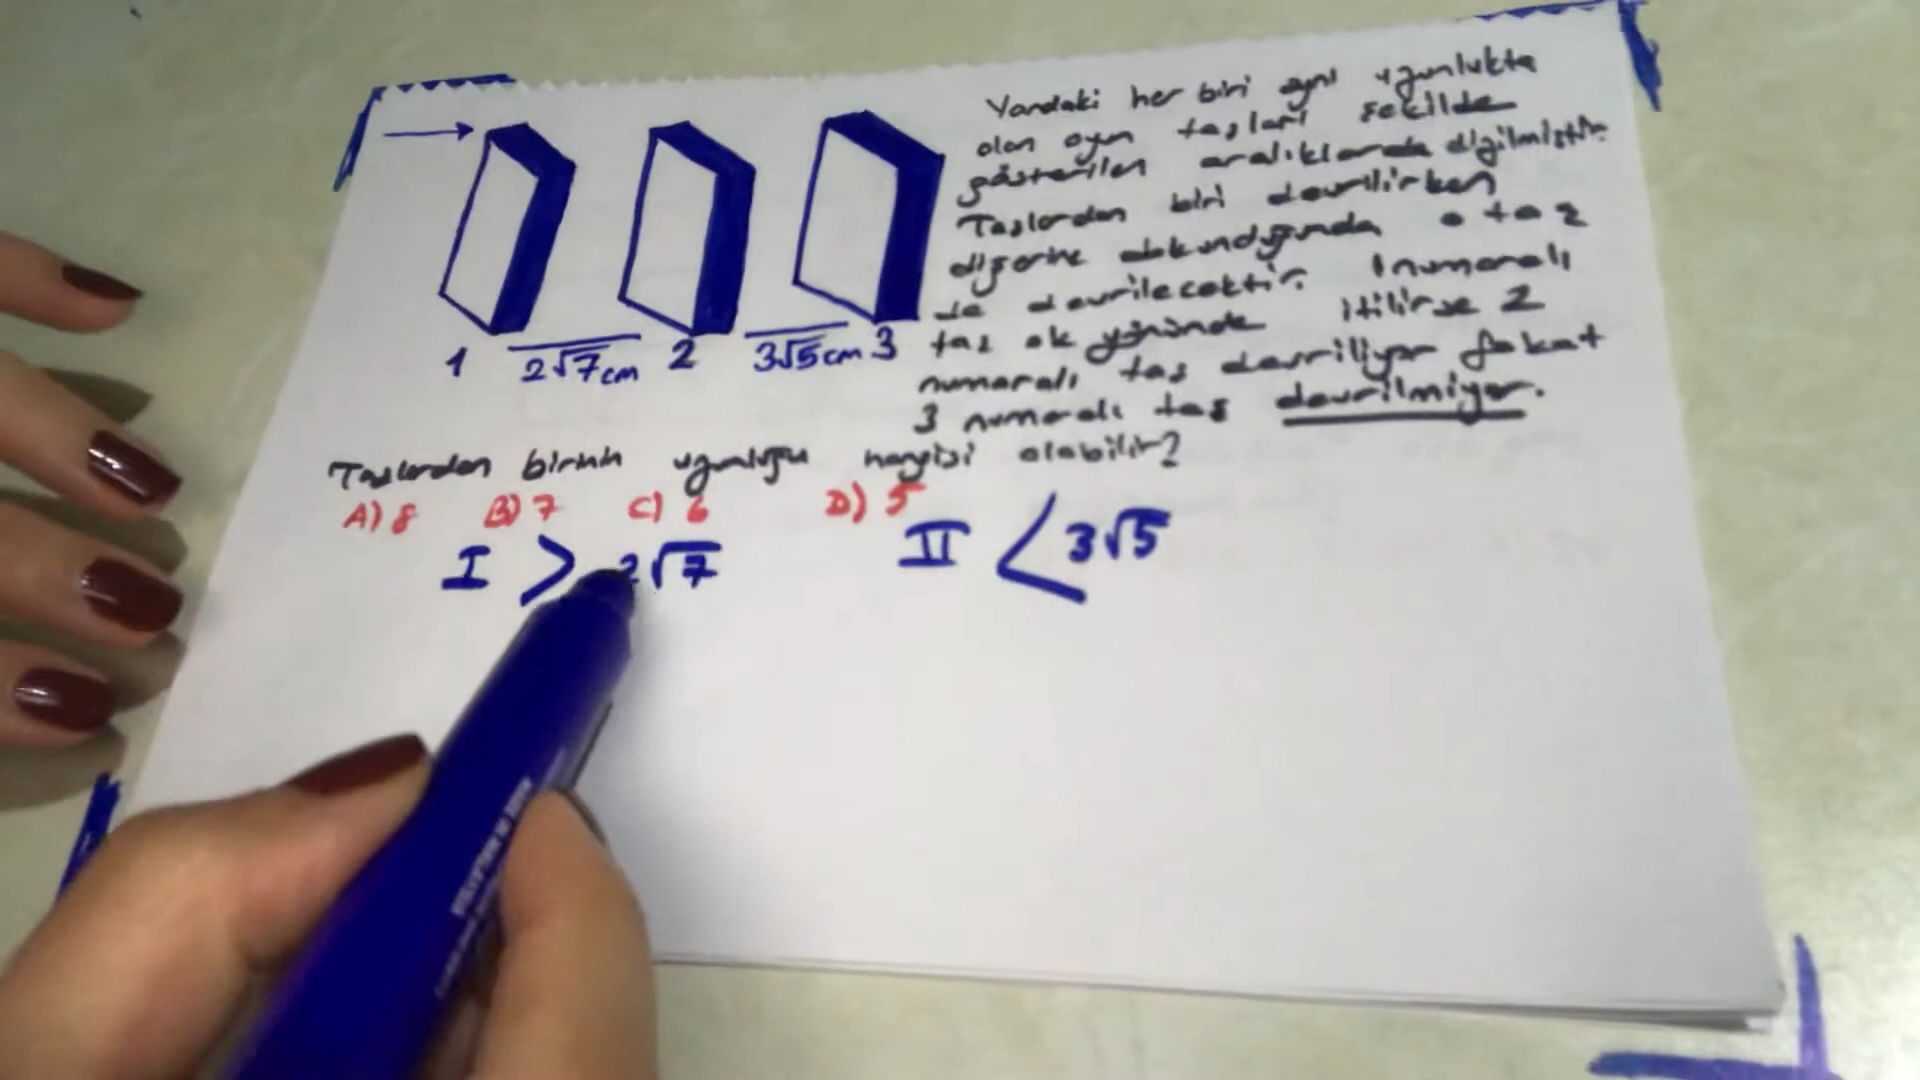 Yandaki her biri aynı uzunlukta
olan oyun taşları şekilde
gösterilen aralıklarda dizilmiştir.
Taşlardan biri devrilirken
diğerine dokunduğunda o taş
da devrilecektir. 1 numaralı
taş ok yönünde itilirse 2
numaralı taş devriliyor fakat
3 numaralı taş devrilmiyor.
1 2√7cm 2 3√5cm 3
Taşlardan birinin uzunluğu hangisi olabilir?
A) 8 B) 7 C) 6 D) 5
I > 2√7 II < 3√5